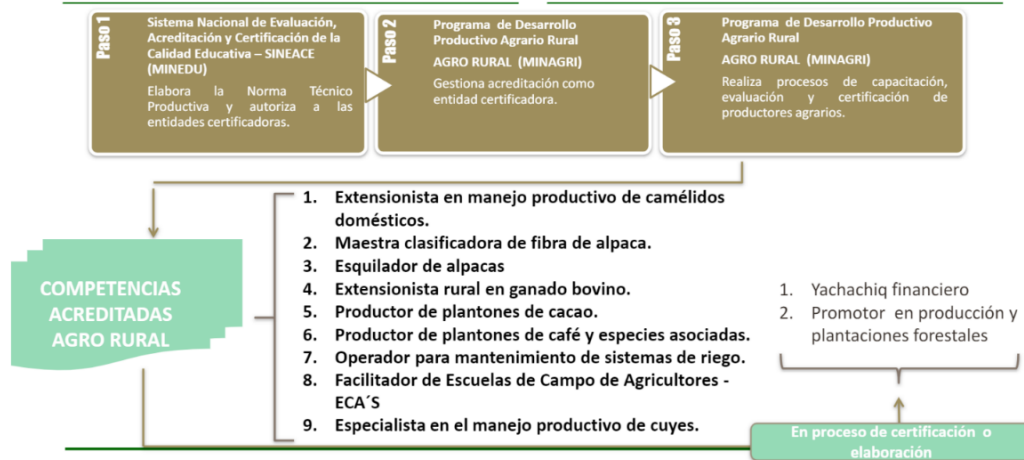 Paso 1
Sistema Nacional de Evaluación,
Acreditación y Certificación de la
Calidad Educativa – SINEACE
(MINEDU)
Elabora la Norma Técnico
Productiva y autoriza a las
entidades certificadoras.
Paso 2
Programa de Desarrollo
Productivo Agrario Rural
AGRO RURAL (MINAGRI)
Gestiona acreditación como
entidad certificadora.
Paso 3
Programa de Desarrollo Productivo
Agrario Rural
AGRO RURAL (MINAGRI)
Realiza procesos de capacitación,
evaluación y certificación de
productores agrarios.
COMPETENCIAS
ACREDITADAS
AGRO RURAL
1. Extensionista en manejo productivo de camélidos
domésticos.
2. Maestra clasificadora de fibra de alpaca.
3. Esquilador de alpacas
4. Extensionista rural en ganado bovino.
5. Productor de plantones de cacao.
6. Productor de plantones de café y especies asociadas.
7. Operador para mantenimiento de sistemas de riego.
8. Facilitador de Escuelas de Campo de Agricultores -
ECA´S
9. Especialista en el manejo productivo de cuyes.
1. Yachachiq financiero
2. Promotor en producción y
plantaciones forestales
En proceso de certificación o
elaboración